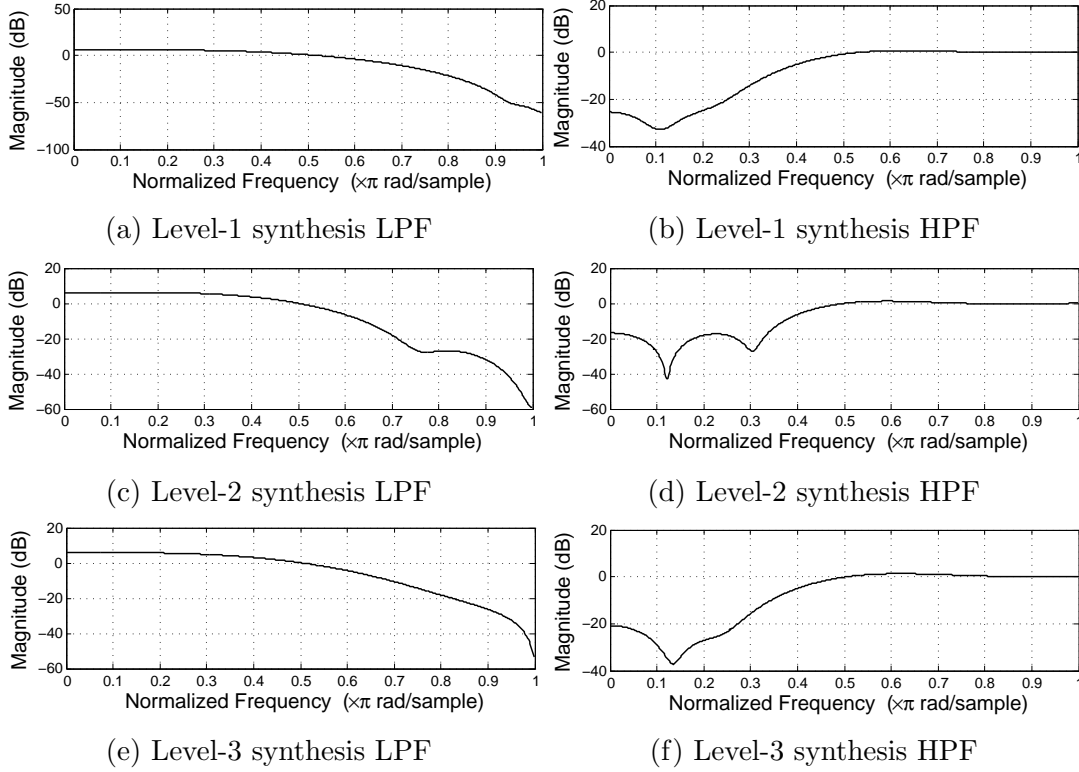 50
0
−50
−100
Magnitude (dB)
0 0.1 0.2 0.3 0.4 0.5 0.6 0.7 0.8 0.9 1
Normalized Frequency (×π rad/sample)
(a) Level-1 synthesis LPF
20
0
−20
−40
Magnitude (dB)
0 0.1 0.2 0.3 0.4 0.5 0.6 0.7 0.8 0.9 1
Normalized Frequency (×π rad/sample)
(b) Level-1 synthesis HPF
20
0
−20
−40
−60
Magnitude (dB)
0 0.1 0.2 0.3 0.4 0.5 0.6 0.7 0.8 0.9 1
Normalized Frequency (×π rad/sample)
(c) Level-2 synthesis LPF
20
0
−20
−40
−60
Magnitude (dB)
0 0.1 0.2 0.3 0.4 0.5 0.6 0.7 0.8 0.9 1
Normalized Frequency (×π rad/sample)
(d) Level-2 synthesis HPF
20
0
−20
−40
−60
Magnitude (dB)
0 0.1 0.2 0.3 0.4 0.5 0.6 0.7 0.8 0.9 1
Normalized Frequency (×π rad/sample)
(e) Level-3 synthesis LPF
20
0
−20
−40
Magnitude (dB)
0 0.1 0.2 0.3 0.4 0.5 0.6 0.7 0.8 0.9 1
Normalized Frequency (×π rad/sample)
(f) Level-3 synthesis HPF